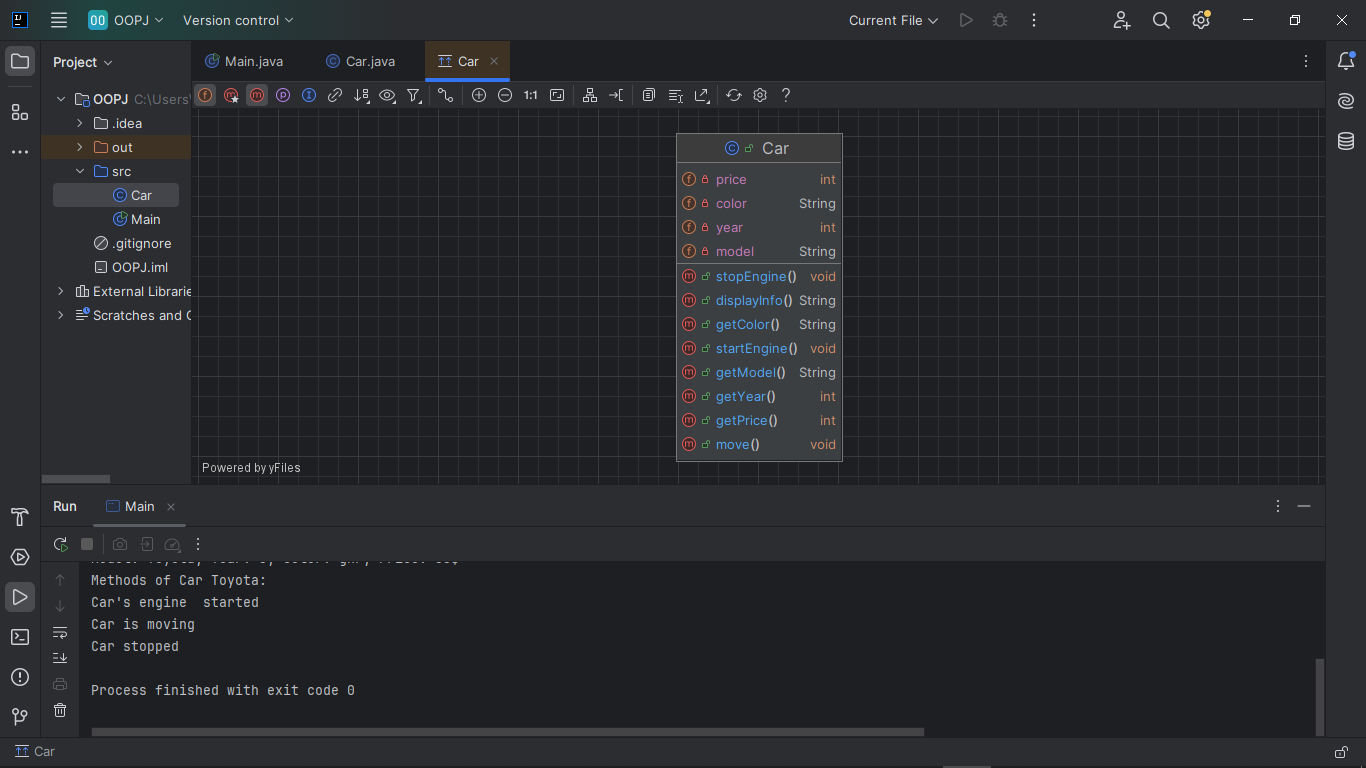 OO OOPJ Version control Current File
Project
Main.java Car.java Car
OOPJ C:\Users\
.idea
out
src
Car
Main
.gitignore
OOPJ.iml
External Librarie
Scratches and C
1:1 ?
C Car
f price int
f color String
f year int
f model String
m stopEngine() void
m displayInfo() String
m getColor() String
m startEngine() void
m getModel() String
m getYear() int
m getPrice() int
m move() void
Powered by yFiles
Run Main
Methods of Car Toyota:
Car's engine  started
Car is moving
Car stopped
Process finished with exit code 0
Car